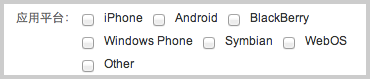 应用平台: iPhone Android BlackBerry
Windows Phone Symbian WebOS
Other